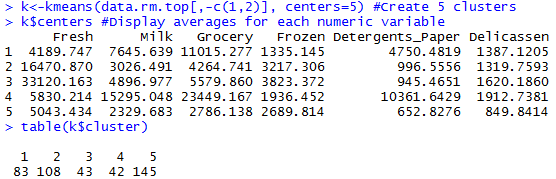 > k<-kmeans(data.rm.top[,-c(1,2)], centers=5) #Create 5 clusters
> k$centers #Display averages for each numeric variable
Fresh Milk Grocery Frozen Detergents_Paper Delicassen
1 4189.747 7645.639 11015.277 1335.145 4750.4819 1387.1205
2 16470.870 3026.491 4264.741 3217.306 996.5556 1319.7593
3 33120.163 4896.977 5579.860 3823.372 945.4651 1620.1860
4 5830.214 15295.048 23449.167 1936.452 10361.6429 1912.7381
5 5043.434 2329.683 2786.138 2689.814 652.8276 849.8414
> table(k$cluster)
1 2 3 4 5
83 108 43 42 145